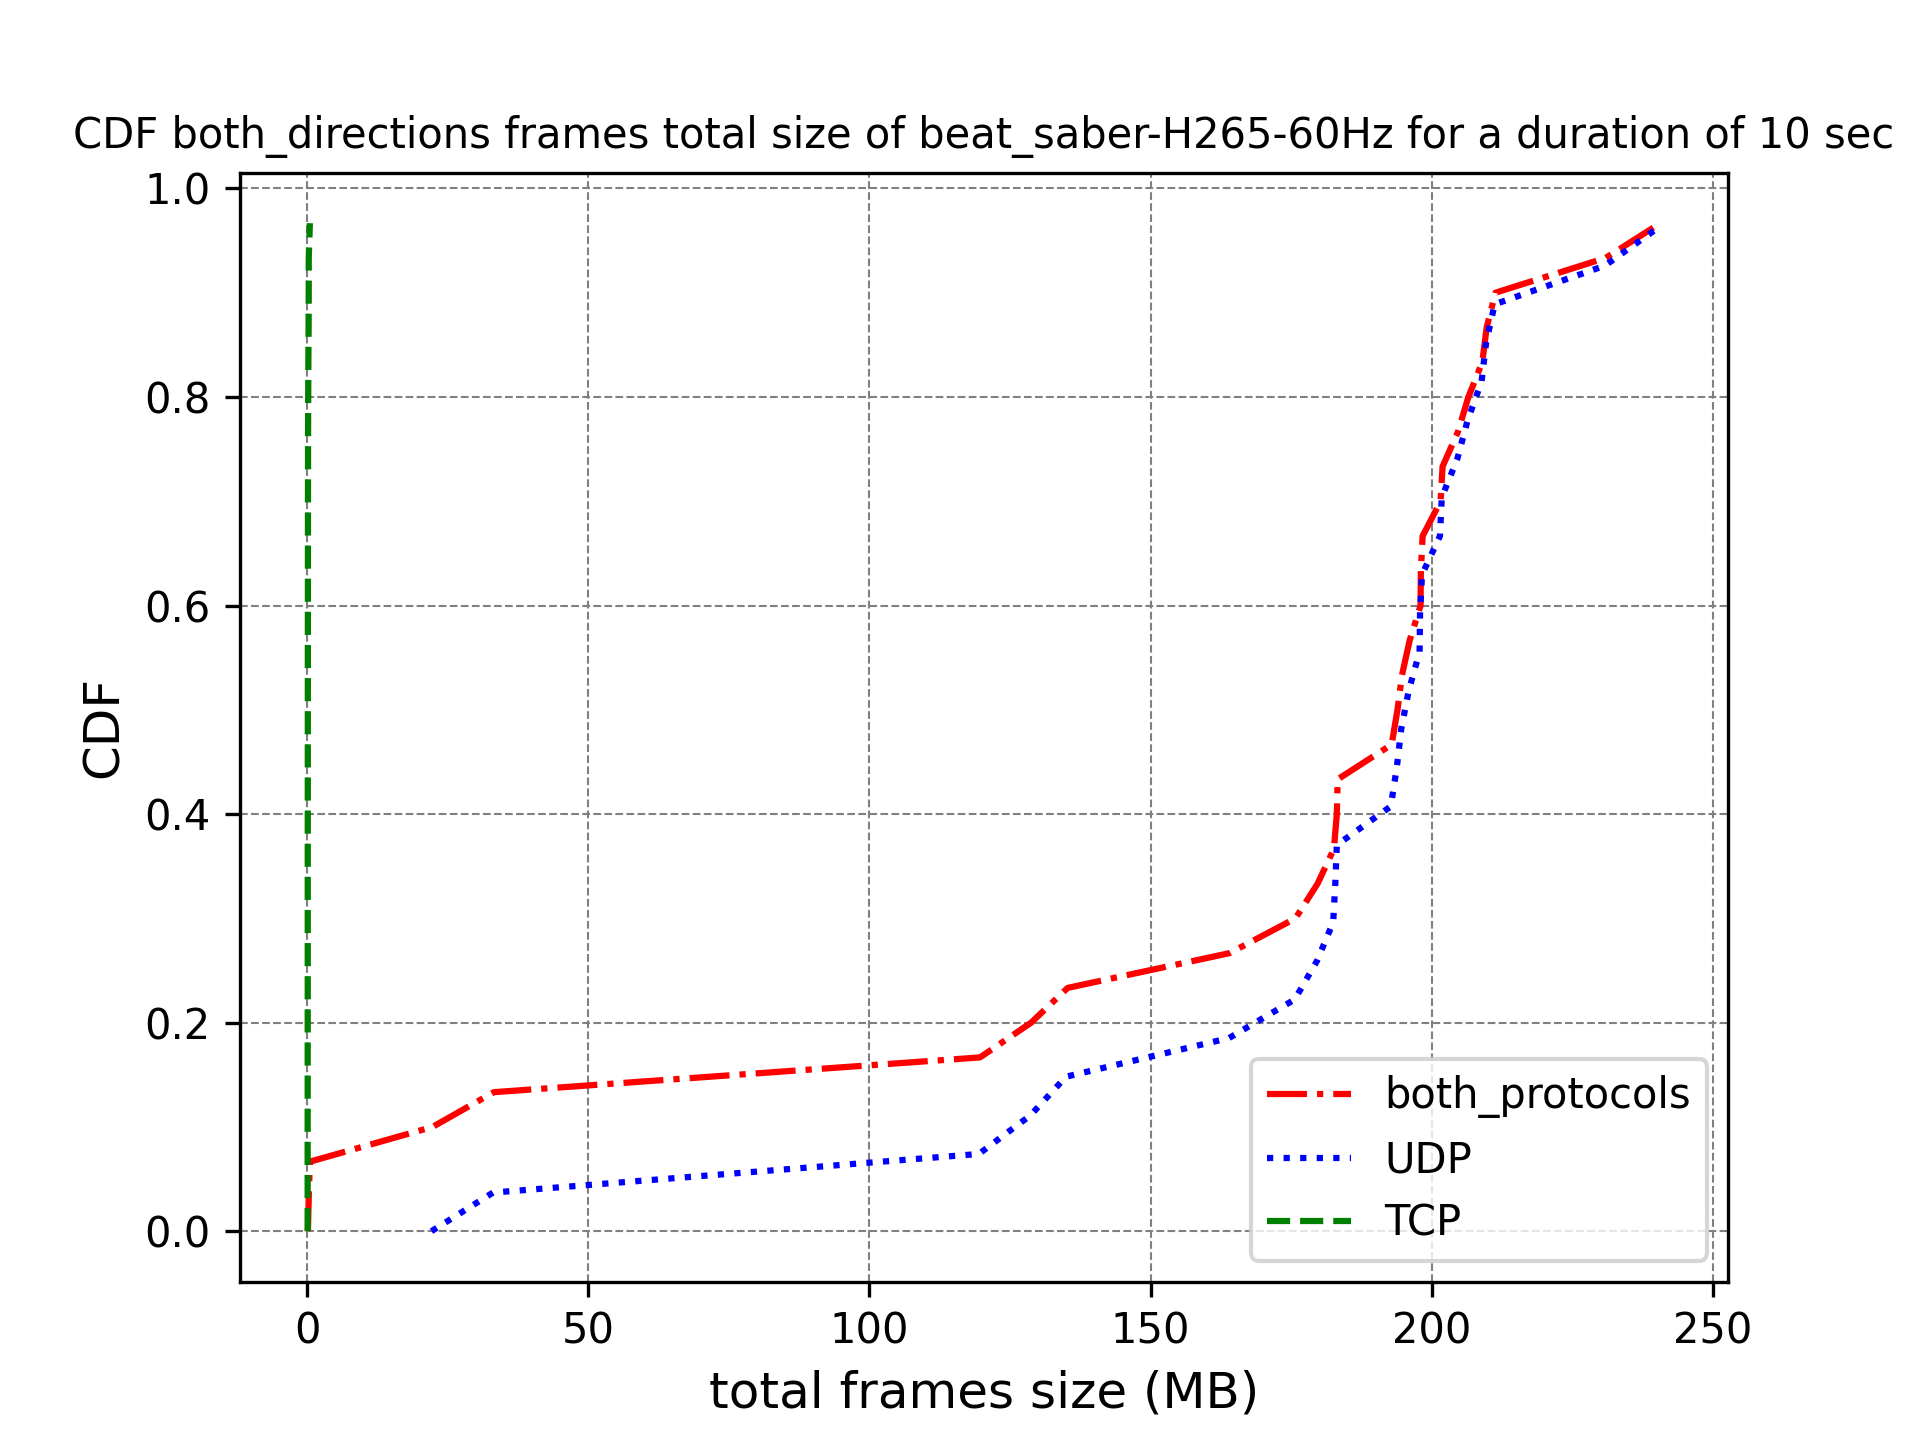 CDF both_directions frames total size of beat_saber-H265-60Hz for a duration of 10 sec
1.0
0.8
0.6
0.4
0.2
0.0
CDF
both_protocols
UDP
TCP
0 50 100 150 200 250
total frames size (MB)